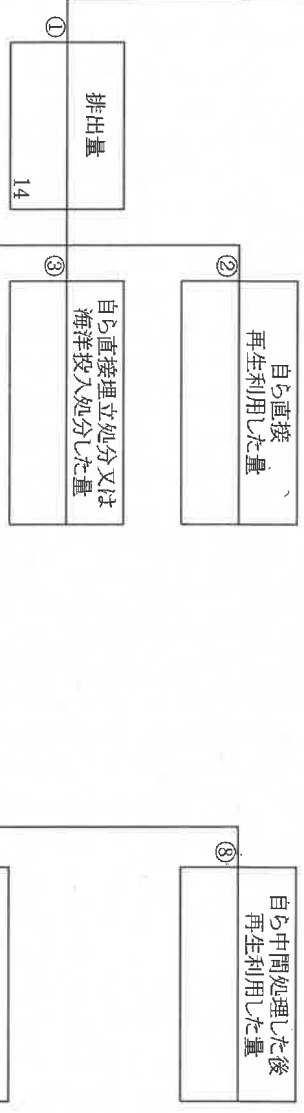 ①
排出量
14
②
自ら直接
再生利用した量
③
自ら直接埋立処分又は
海洋投入処分した量
⑧
自ら中間処理した後
再生利用した量